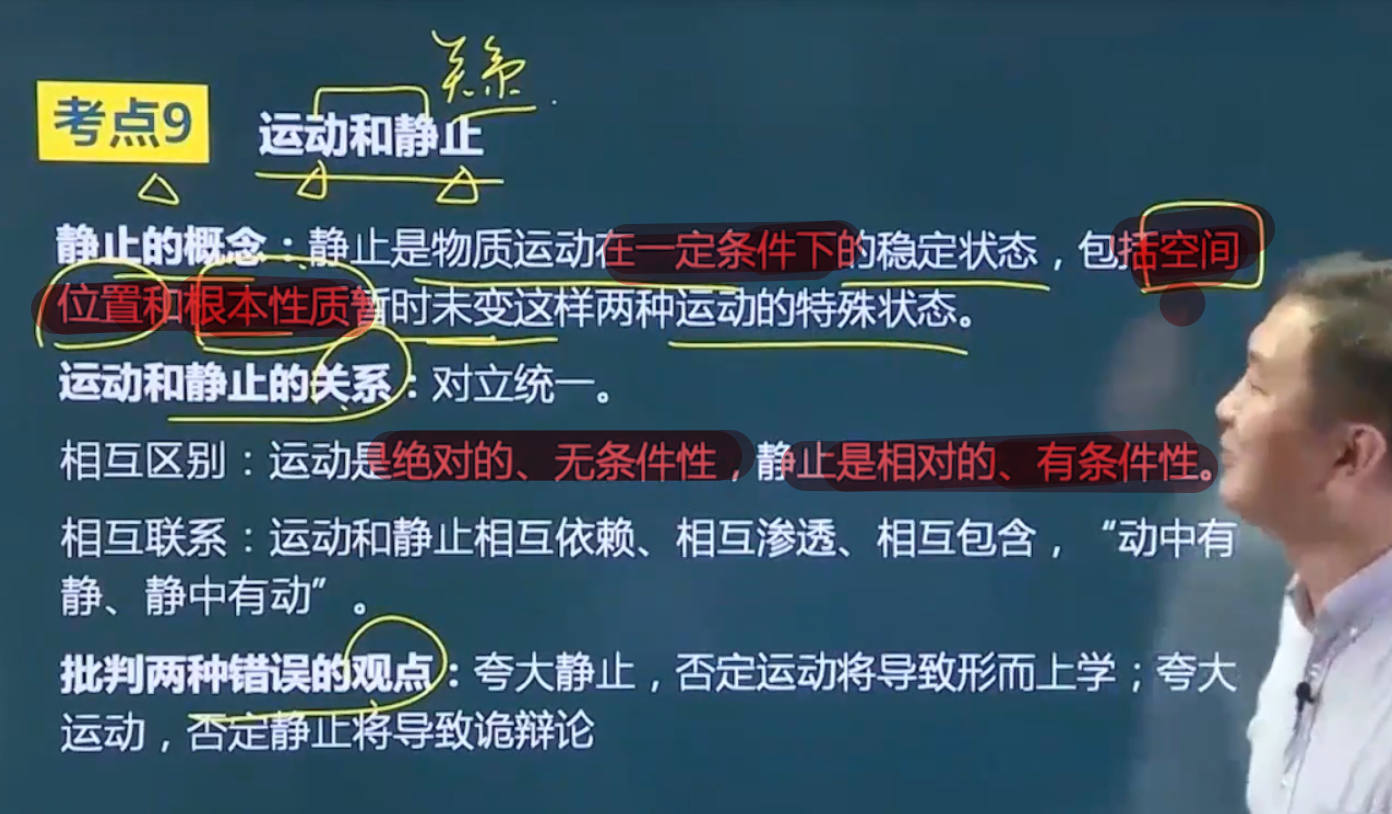 关系
考点9 运动和静止
静止的概念：静止是物质运动在一定条件下的稳定状态，包括空间
位置和根本性质暂时未变这样两种运动的特殊状态。
运动和静止的关系：对立统一。
相互区别：运动是绝对的、无条件性，静止是相对的、有条件性。
相互联系：运动和静止相互依赖、相互渗透、相互包含，“动中有
静、静中有动”。
批判两种错误的观点：夸大静止，否定运动将导致形而上学；夸大
运动，否定静止将导致诡辩论